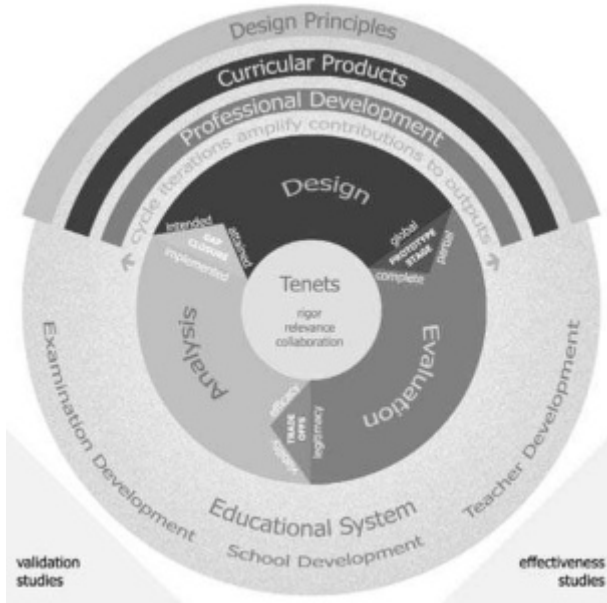 Design Principles
Curricular Products
Professional Development
cycle iterations amplify contributions to outputs
Design
intended
attained
GAP
CLOSURE
implemented
global
PROTOTYPE
STAGE
partial
complete
Tenets
rigor
relevance
collaboration
Analysis
Evaluation
efficacy
TRADE
OFFS
legitimacy
Educational System
Examination Development
School Development
Teacher Development
validation
studies
effectiveness
studies